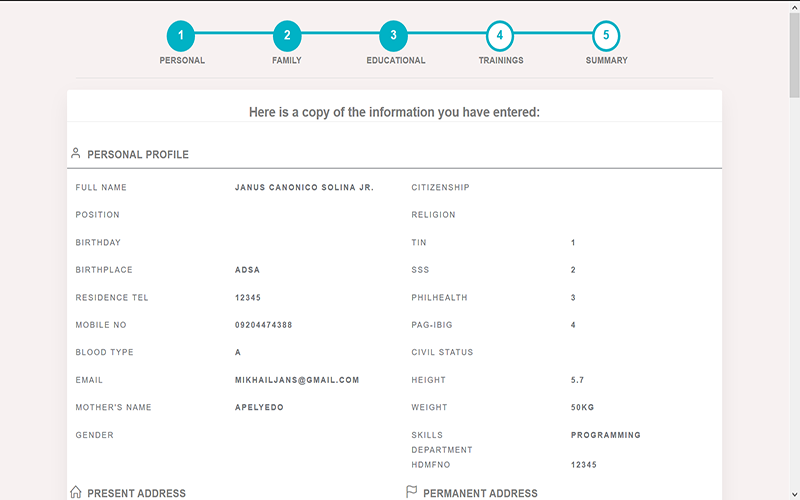 1 2 3 4 5
PERSONAL FAMILY EDUCATIONAL TRAININGS SUMMARY
Here is a copy of the information you have entered:
PERSONAL PROFILE
FULL NAME JANUS CANONICO SOLINA JR. CITIZENSHIP
POSITION RELIGION
BIRTHDAY TIN 1
BIRTHPLACE ADSA SSS 2
RESIDENCE TEL 12345 PHILHEALTH 3
MOBILE NO 09204474388 PAG-IBIG 4
BLOOD TYPE A CIVIL STATUS
EMAIL MIKHAILJANS@GMAIL.COM HEIGHT 5.7
MOTHER'S NAME APELYEDO WEIGHT 50KG
GENDER SKILLS PROGRAMMING
DEPARTMENT
HDMFNO 12345
PRESENT ADDRESS PERMANENT ADDRESS